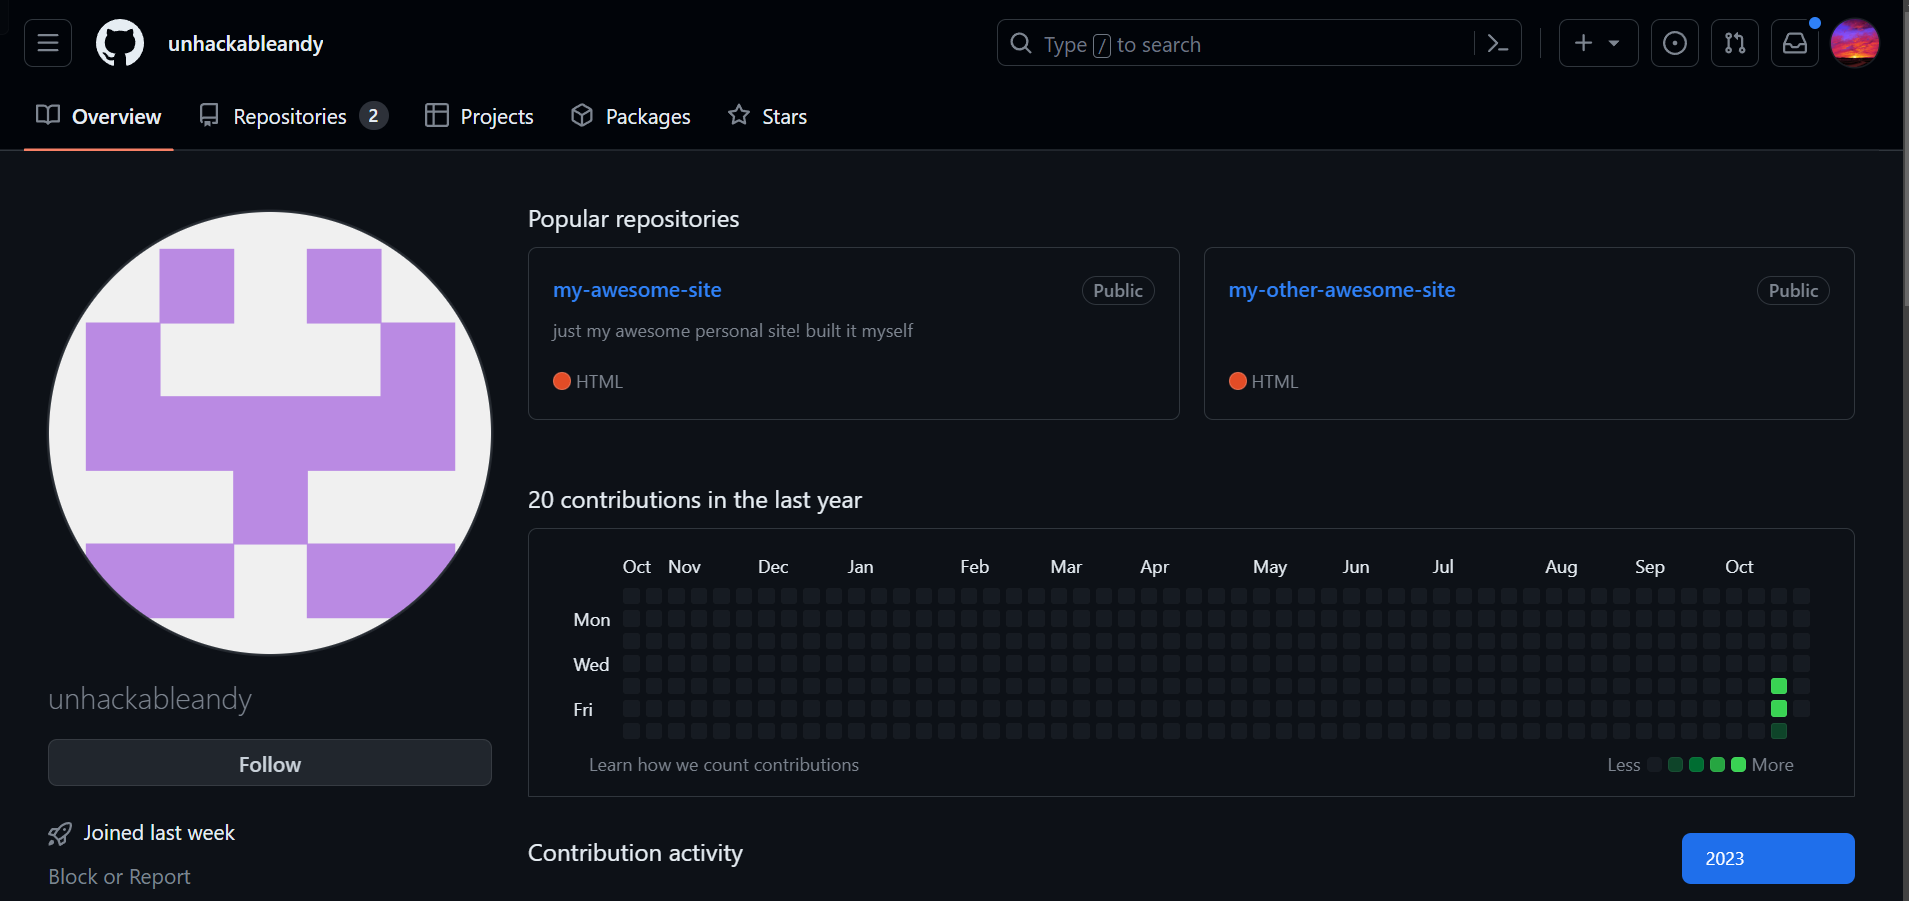 unhackableandy
Type / to search
Overview Repositories 2 Projects Packages Stars
Popular repositories
my-awesome-site Public
just my awesome personal site! built it myself
HTML
my-other-awesome-site Public
HTML
20 contributions in the last year
Oct Nov Dec Jan Feb Mar Apr May Jun Jul Aug Sep Oct
Mon
Wed
Fri
Learn how we count contributions
Less More
unhackableandy
Follow
Joined last week
Block or Report
Contribution activity
2023